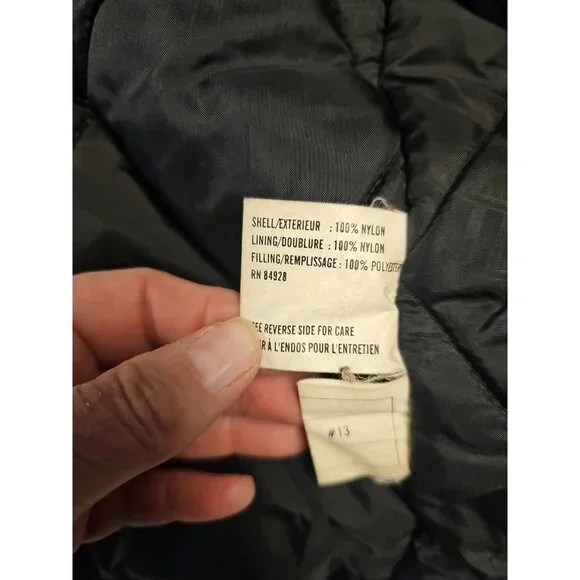 SHELL/EXTERIEUR : 100% NYLON
LINING/DOUBLURE : 100% NYLON
FILLING/REMPLISSAGE : 100% POLYESTER
RN 84928
REVERSE SIDE FOR CARE
À L'ENDOS POUR L'ENTRETIEN
#13